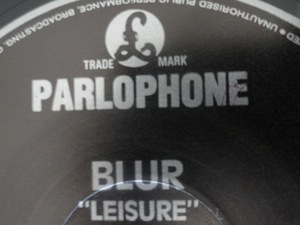 UNAUTHORISED PUBLIC PERFORMANCE, BROADCASTING,
TRADE MARK
PARLOPHONE
BLUR
"LEISURE"